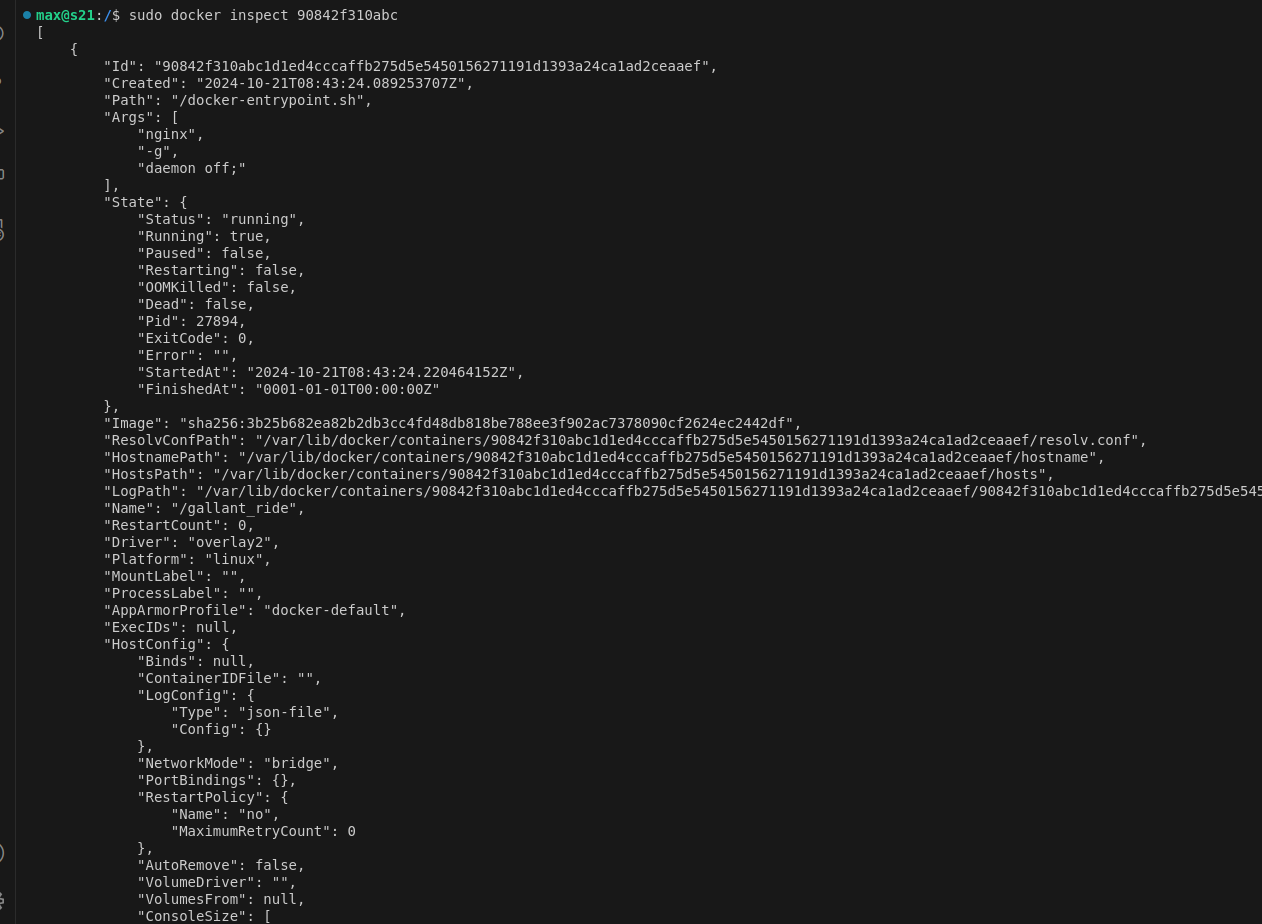 max@s21:/$ sudo docker inspect 90842f310abc
[
    {
        "Id": "90842f310abc1d1ed4cccaffb275d5e5450156271191d1393a24ca1ad2ceaaef",
        "Created": "2024-10-21T08:43:24.089253707Z",
        "Path": "/docker-entrypoint.sh",
        "Args": [
            "nginx",
            "-g",
            "daemon off;"
        ],
        "State": {
            "Status": "running",
            "Running": true,
            "Paused": false,
            "Restarting": false,
            "OOMKilled": false,
            "Dead": false,
            "Pid": 27894,
            "ExitCode": 0,
            "Error": "",
            "StartedAt": "2024-10-21T08:43:24.220464152Z",
            "FinishedAt": "0001-01-01T00:00:00Z"
        },
        "Image": "sha256:3b25b682ea82b2db3cc4fd48db818be788ee3f902ac7378090cf2624ec2442df",
        "ResolvConfPath": "/var/lib/docker/containers/90842f310abc1d1ed4cccaffb275d5e5450156271191d1393a24ca1ad2ceaaef/resolv.conf",
        "HostnamePath": "/var/lib/docker/containers/90842f310abc1d1ed4cccaffb275d5e5450156271191d1393a24ca1ad2ceaaef/hostname",
        "HostsPath": "/var/lib/docker/containers/90842f310abc1d1ed4cccaffb275d5e5450156271191d1393a24ca1ad2ceaaef/hosts",
        "LogPath": "/var/lib/docker/containers/90842f310abc1d1ed4cccaffb275d5e5450156271191d1393a24ca1ad2ceaaef/90842f310abc1d1ed4cccaffb275d5e545
        "Name": "/gallant_ride",
        "RestartCount": 0,
        "Driver": "overlay2",
        "Platform": "linux",
        "MountLabel": "",
        "ProcessLabel": "",
        "AppArmorProfile": "docker-default",
        "ExecIDs": null,
        "HostConfig": {
            "Binds": null,
            "ContainerIDFile": "",
            "LogConfig": {
                "Type": "json-file",
                "Config": {}
            },
            "NetworkMode": "bridge",
            "PortBindings": {},
            "RestartPolicy": {
                "Name": "no",
                "MaximumRetryCount": 0
            },
            "AutoRemove": false,
            "VolumeDriver": "",
            "VolumesFrom": null,
            "ConsoleSize": [